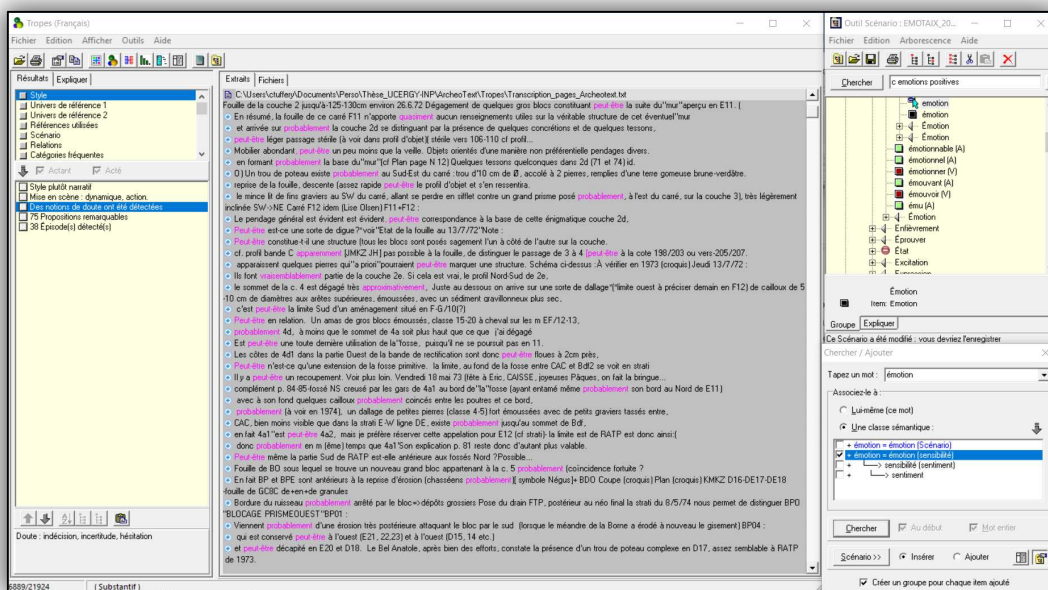 Tropes (Français)
Fichier Edition Afficher Outils Aide
Résultats Expliquer
Style
Univers de référence 1
Univers de référence 2
Références utilisées
Scénario
Relations
Catégories fréquentes
Actant Acté
Style plutôt narratif
Mise en scène : dynamique, action.
Des notions de doute ont été détectées
75 Propositions remarquables
38 Épisode(s) détecté(s)
Doute : indécision, incertitude, hésitation
6889/21924 ( Substantif )
Extraits Fichiers
C:\Users\ctuffery\Documents\Perso\Thèse_UCERGY-INP\ArcheoText\Tropes\Transcription_pages_Archeotext.txt
Fouille de la couche 2 jusqu'à-125-130cm environ 26.6.72 Dégagement de quelques gros blocs constituant peut-être la suite du''mur''aperçu en E11. (
En résumé, la fouille de ce carré F11 n'apporte quasiment aucun renseignements utiles sur la véritable structure de cet éventuel''mur
et arrivée sur probablement la couche 2d se distinguant par la présence de quelques concrétions et de quelques tessons,
peut-être léger passage stérile (à voir dans profil d'objet)( stérile vers 106-110 cf profil...
Mobilier abondant, peut-être un peu moins que la veille. Objets orientés d'une manière non préférentielle pendages divers.
en formant probablement la base du''mur''(cf Plan page N 12) Quelques tessons quelconques dans 2d (71 et 74) id.
0) Un trou de poteau existe probablement au Sud-Est du carré : trou d'10 cm de Ø, accolé à 2 pierres, remplies d'une terre gomeuse brune-verdâtre.
reprise de la fouille, descente (assez rapide peut-être le profil d'objet et s'en ressentira.
le mince lit de fins graviers au SW du carré, allant se perdre en sifflet contre un grand prisme posé probablement, à l'est du carré, sur la couche 3), très légèrement
inclinée SW->NE Carré F12 idem (Lise Olsen) F11+F12 :
Le pendage général est évident est évident, peut-être correspondance à la base de cette énigmatique couche 2d,
Peut-être est-ce une sorte de digue?''voir''Etat de la fouille au 13/7/72''Note :
Peut-être constitue-t-il une structure (tous les blocs sont posés sagement l'un à côté de l'autre sur la couche.
cf. profil bande C apparemment [JMKZ JH] pas possible à la fouille, de distinguer le passage de 3 à 4 [peut-être à la cote 198/203 ou vers-205/207.
apparaissent quelques pierres qui''a priori''pourraient peut-être marquer une structure. Schéma ci-dessus :À vérifier en 1973 (croquis) Jeudi 13/7/72 :
Ils font vraisemblablement partie de la couche 2e. Si cela est vrai, le profil Nord-Sud de 2e,
le sommet de la c. 4 est dégagé très approximativement, Juste au dessous on arrive sur une sorte de dallage''(''limite ouest à préciser demain en F12) de cailloux de 5
-10 cm de diamètres aux arêtes supérieures, émoussées, avec un sédiment gravillonneux plus sec.
c'est peut-être la limite Sud d'un aménagement situé en F-G/10(?)
Peut-être en relation. Un amas de gros blocs émoussés, classe 15-20 à cheval sur les m EF/12-13,
probablement 4d, à moins que le sommet de 4a soit plus haut que ce que j'ai dégagé
Est peut-être une toute dernière utilisation de la''fosse, puisqu'il ne se poursuit pas en 11.
Les côtes de 4d1 dans la partie Ouest de la bande de rectification sont donc peut-être floues à 2cm près,
Peut-être n'est-ce qu'une extension de la fosse primitive. la limite, au fond de la fosse entre CAC et Bdf2 se voit en strati
Il y a peut-être un recoupement. Voir plus loin. Vendredi 18 mai 73 (fête à Eric, CAISSE, joyeuses Pâques, on fait la bringue...
complément p. 84-85-fossé NS creusé par les gars de 4a1 au bord de''la''fosse (ayant entamé même probablement son bord au Nord de E11)
avec à son fond quelques cailloux probablement coincés entre les poutres et ce bord,
probablement (à voir en 1974), un dallage de petites pierres (classe 4-5) fort émoussées avec de petits graviers tassés entre,
CAC, bien moins visible que dans la strati E-W ligne DE, existe probablement jusqu'au sommet de Bdf,
en fait 4a1''est peut-être 4a2, mais je préfère réserver cette appelation pour E12 (cf strati)- la limite est de RATP est donc ainsi:(
donc probablement en m (ême) temps que 4a1'Son explication p. 81 reste donc d'autant plus valable.
Peut-être même la partie Sud de RATP est-elle antérieure aux fossés Nord ?Possible...
Fouille de BO sous lequel se trouve un nouveau grand bloc appartenant à la c. 5 probablement (coïncidence fortuite ?
En fait BP et BPE sont antérieurs à la reprise d'érosion (chasséens probablement)( symbole Négus)+ BDO Coupe (croquis) Plan (croquis) KMKZ D16-DE17-DE18
-fouille de GC8C de+en+de granules
Bordure du ruisseau probablement arrêté par le bloc=>dépôts grossiers Pose du drain FTP, postérieur au néo final la strati du 8/5/74 nous permet de distinguer BPO
''BLOCAGE PRISMEOUEST''BP01 :
Viennent probablement d'une érosion très postérieure attaquant le bloc par le sud (lorsque le méandre de la Borne a érodé à nouveau le gisement) BP04 :
qui est conservé peut-être à l'ouest (E21, 22,23) et à l'ouest (D15, 14 etc.)
et peut-être décapité en E20 et D18. Le Bel Anatole, après bien des efforts, constate la présence d'un trou de poteau complexe en D17, assez semblable à RATP
de 1973.
Outil Scénario : EMOTAIX_20...
Fichier Edition Arborescence Aide
Chercher c emotions positives
emotion
émotion
Émotion
Émotion
émotionnable (A)
émotionnel (A)
émotionner (V)
émouvant (A)
émouvoir (V)
ému (A)
Émotion
Enfièvrement
Éprouver
État
Excitation
Émotion
Item: Emotion
Groupe Expliquer
Ce Scénario a été modifié : vous devriez l'enregistrer
Chercher / Ajouter
Tapez un mot : émotion
Associez-le à :
Lui-même (ce mot)
Une classe sémantique :
+ émotion = émotion (Scénario)
+ émotion = émotion (sensibilité)
+ └──> sensibilité (sentiment)
+ └──> sentiment
Chercher Au début Mot entier
Scénario >> Insérer Ajouter
Créer un groupe pour chaque item ajouté